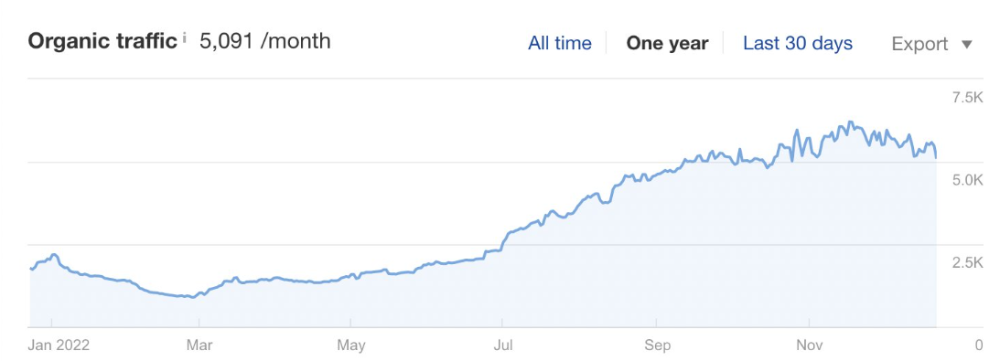 Organic traffic i 5,091 /month All time One year Last 30 days Export
7.5K
5.0K
2.5K
Jan 2022 Mar May Jul Sep Nov 0